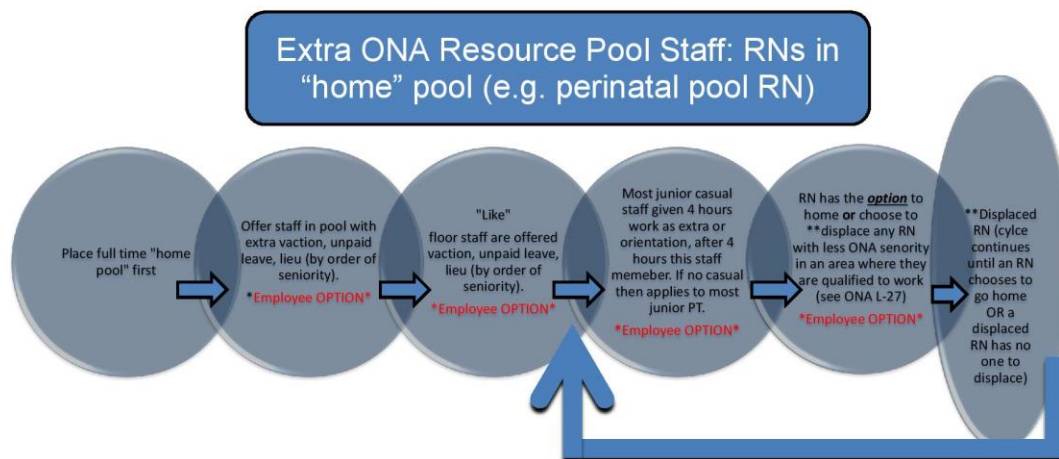 Extra ONA Resource Pool Staff: RNs in
“home” pool (e.g. perinatal pool RN)
Place full time "home
pool" first
Offer staff in pool with
extra vaction, unpaid
leave, lieu (by order of
seniority).
*Employee OPTION*
"Like"
floor staff are offered
vaction, unpaid leave,
lieu (by order of
seniority).
*Employee OPTION*
Most junior casual
staff given 4 hours
work as extra or
orientation, after 4
hours this staff
memeber. If no casual
then applies to most
junior PT.
*Employee OPTION*
RN has the option to
home or choose to
**displace any RN
with less ONA senority
in an area where they
are qualified to work
(see ONA L-27)
*Employee OPTION*
**Displaced
RN (cylce
continues
until an RN
chooses to
go home
OR a
displaced
RN has no
one to
displace)